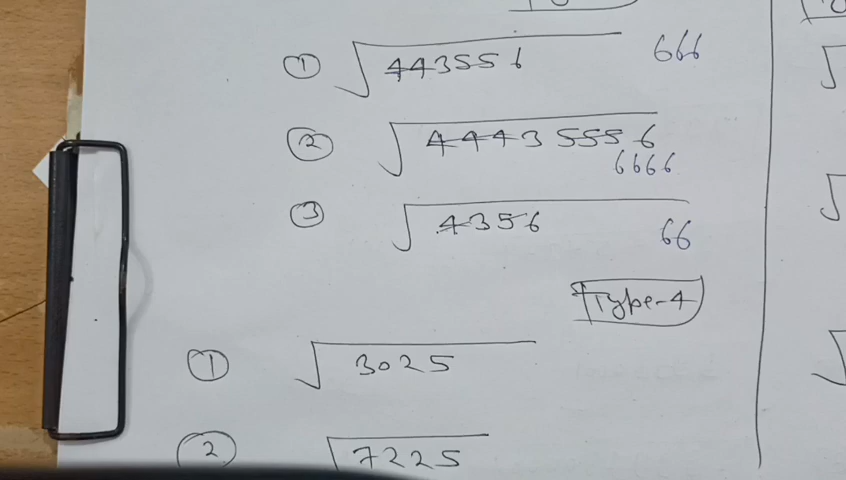 ① √443556 666
② √44435556
6666
③ √4356 66
Type-4
① √3025
② √7225